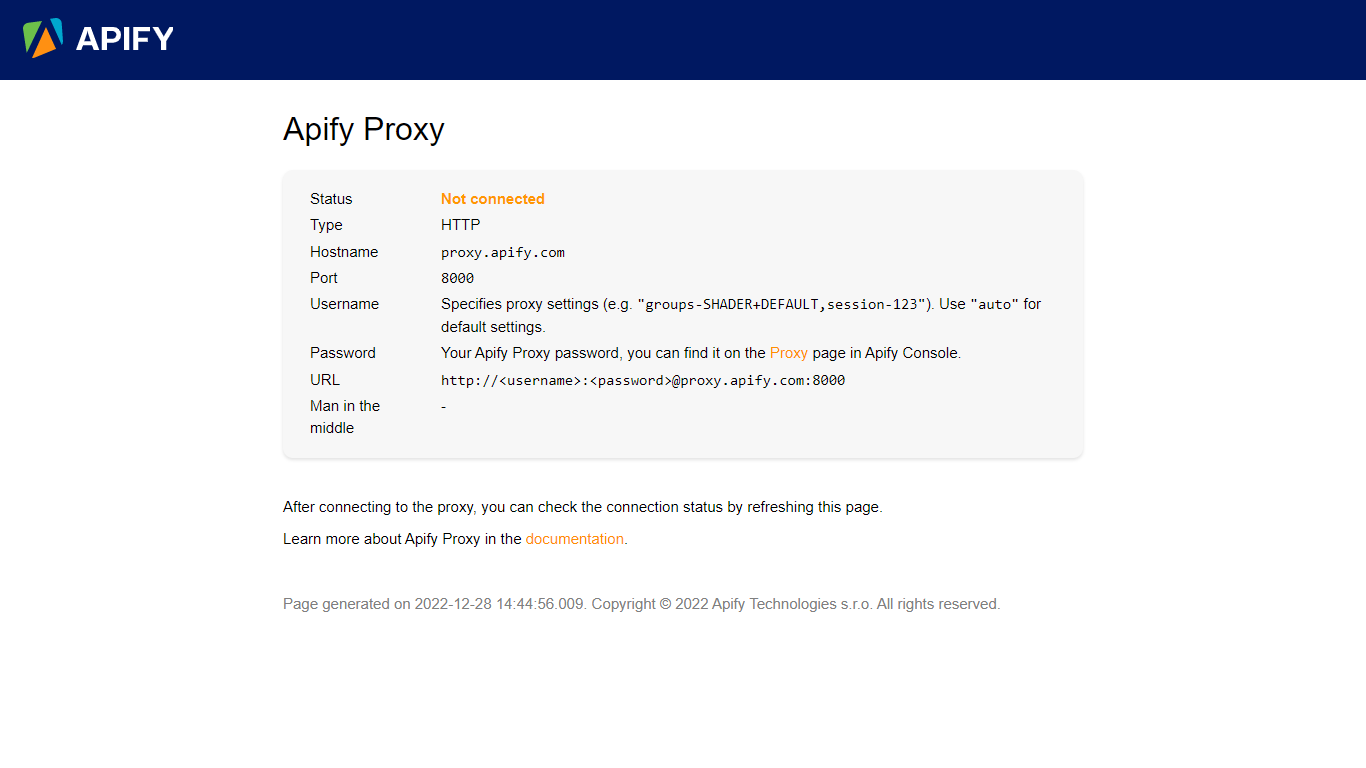 APIFY
Apify Proxy
Status Not connected
Type HTTP
Hostname proxy.apify.com
Port 8000
Username Specifies proxy settings (e.g. "groups-SHADER+DEFAULT,session-123"). Use "auto" for
default settings.
Password Your Apify Proxy password, you can find it on the Proxy page in Apify Console.
URL http://<username>:<password>@proxy.apify.com:8000
Man in the -
middle
After connecting to the proxy, you can check the connection status by refreshing this page.
Learn more about Apify Proxy in the documentation.
Page generated on 2022-12-28 14:44:56.009. Copyright © 2022 Apify Technologies s.r.o. All rights reserved.